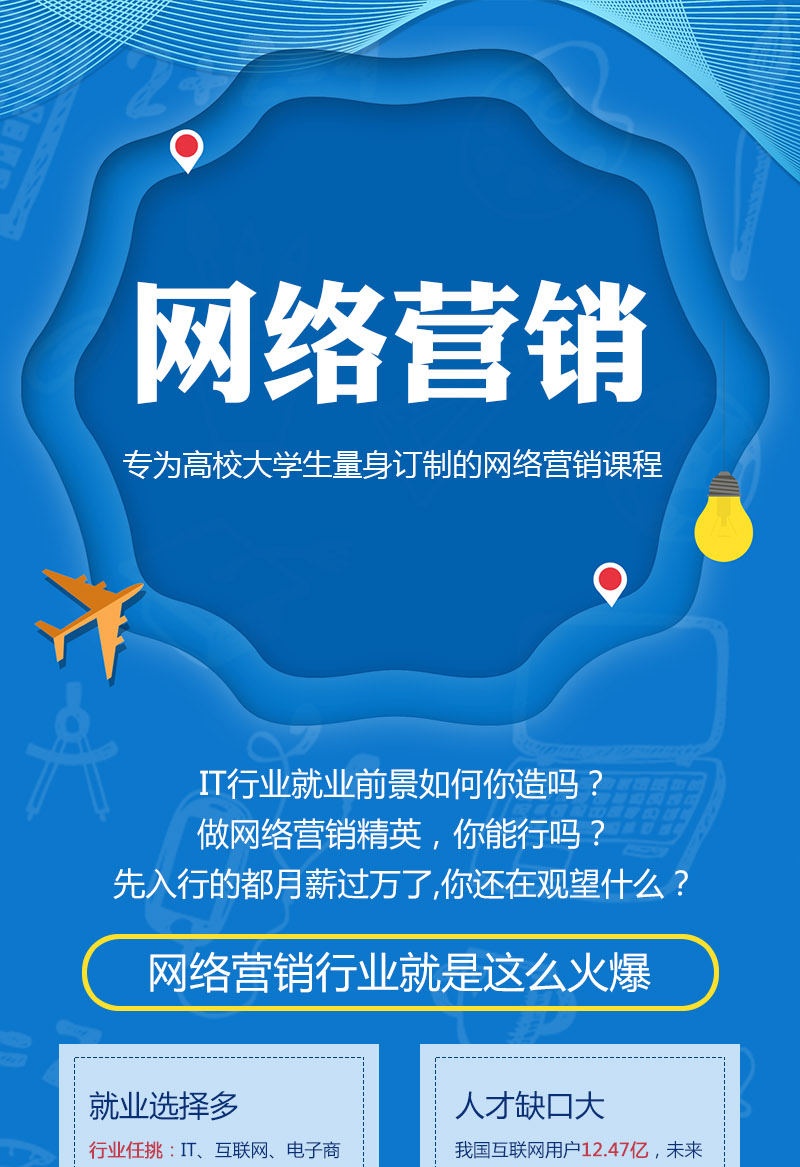 网络营销
专为高校大学生量身订制的网络营销课程
IT行业就业前景如何你造吗？
做网络营销精英，你能行吗？
先入行的都月薪过万了,你还在观望什么？
网络营销行业就是这么火爆
就业选择多
行业任挑：IT、互联网、电子商
人才缺口大
我国互联网用户12.47亿，未来